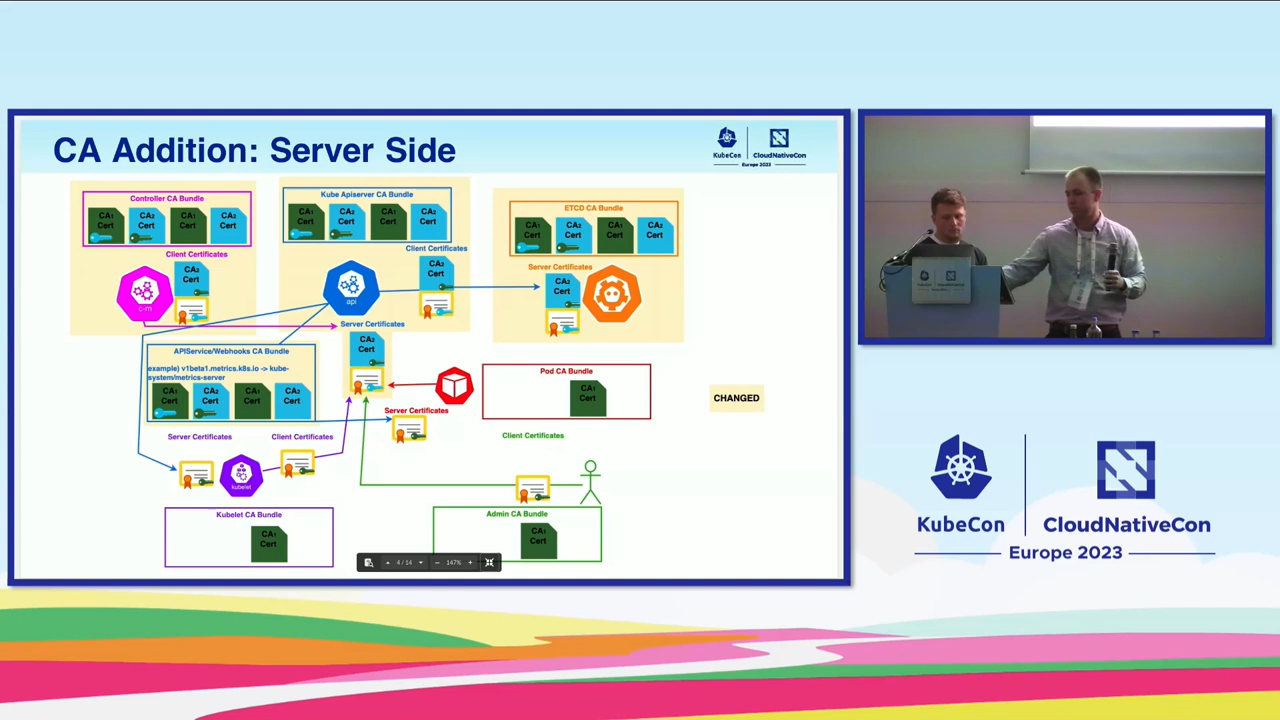 CA Addition: Server Side
KubeCon
CloudNativeCon
Europe 2023
Controller CA Bundle
CA₁ Cert
CA₂ Cert
CA₁ Cert
CA₂ Cert
Client Certificates
CA₂ Cert
c-m
Kube Apiserver CA Bundle
CA₁ Cert
CA₂ Cert
CA₁ Cert
CA₂ Cert
Client Certificates
CA₂ Cert
api
Server Certificates
CA₂ Cert
ETCD CA Bundle
CA₁ Cert
CA₂ Cert
CA₁ Cert
CA₂ Cert
Server Certificates
CA₂ Cert
APIService/Webhooks CA Bundle
example) v1beta1.metrics.k8s.io -> kube-
system/metrics-server
CA₁ Cert
CA₂ Cert
CA₁ Cert
CA₂ Cert
Server Certificates
Pod CA Bundle
CA₁ Cert
CHANGED
Server Certificates
Client Certificates
kubelet
Client Certificates
Kubelet CA Bundle
CA₁ Cert
Admin CA Bundle
CA₁ Cert
4 / 14
147%
KubeCon
CloudNativeCon
Europe 2023